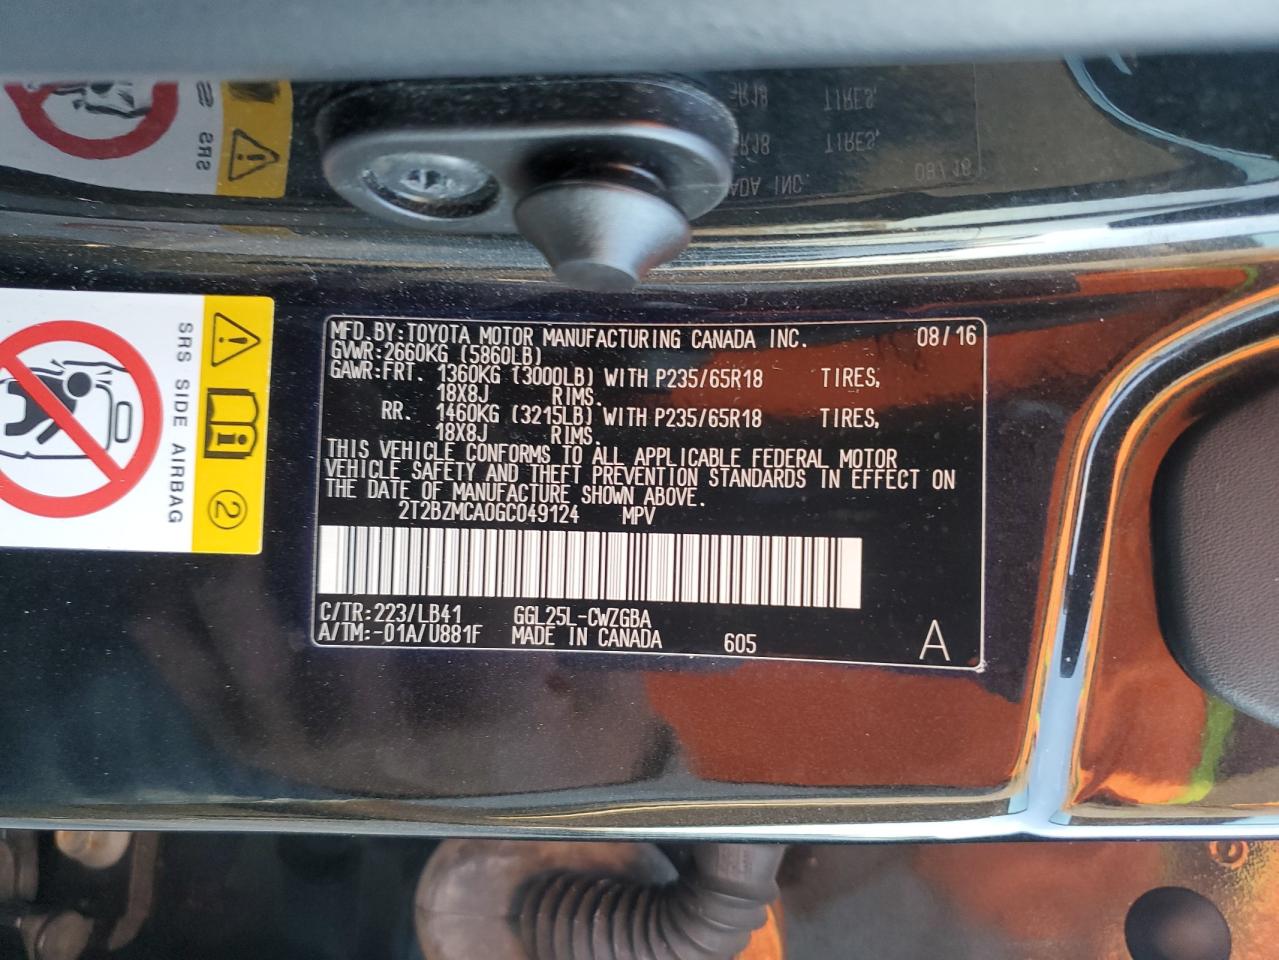 MFD.BY:TOYOTA MOTOR MANUFACTURING CANADA INC. 08/16
GVWR:2660KG (5860LB)
GAWR:FRT. 1360KG (3000LB) WITH P235/65R18 TIRES,
18X8J RIMS.
RR. 1460KG (3215LB) WITH P235/65R18 TIRES,
18X8J RIMS.
THIS VEHICLE CONFORMS TO ALL APPLICABLE FEDERAL MOTOR
VEHICLE SAFETY AND THEFT PREVENTION STANDARDS IN EFFECT ON
THE DATE OF MANUFACTURE SHOWN ABOVE.
2T2BZMCA0GC049124 MPV
C/TR:223/LB41 GGL25L-CWZGBA
A/TM:-01A/U881F MADE IN CANADA 605
A
SRS SIDE AIRBAG
2